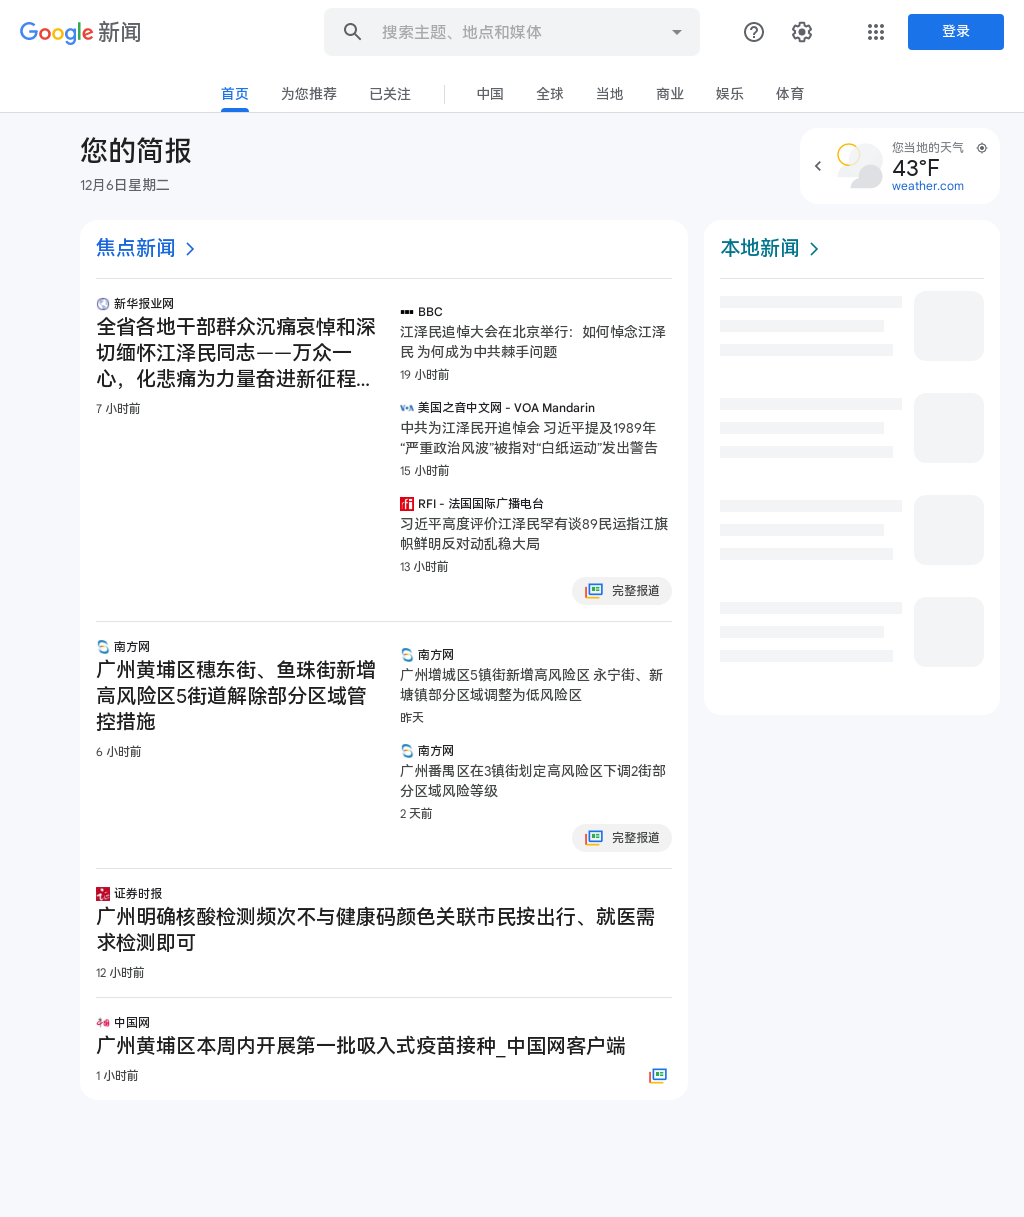 Google 新闻
搜索主题、地点和媒体
登录
首页 为您推荐 已关注 中国 全球 当地 商业 娱乐 体育
您的简报
12月6日星期二
您当地的天气
43°F
weather.com
焦点新闻
新华报业网
全省各地干部群众沉痛哀悼和深
切缅怀江泽民同志——万众一
心，化悲痛为力量奋进新征程...
7 小时前
BBC
江泽民追悼大会在北京举行：如何悼念江泽
民 为何成为中共棘手问题
19 小时前
VOA 美国之音中文网 - VOA Mandarin
中共为江泽民开追悼会 习近平提及1989年
“严重政治风波”被指对“白纸运动”发出警告
15 小时前
rfi RFI - 法国国际广播电台
习近平高度评价江泽民罕有谈89民运指江旗
帜鲜明反对动乱稳大局
13 小时前
完整报道
南方网
广州黄埔区穗东街、鱼珠街新增
高风险区5街道解除部分区域管
控措施
6 小时前
南方网
广州增城区5镇街新增高风险区 永宁街、新
塘镇部分区域调整为低风险区
昨天
南方网
广州番禺区在3镇街划定高风险区下调2街部
分区域风险等级
2 天前
完整报道
证券时报
广州明确核酸检测频次不与健康码颜色关联市民按出行、就医需
求检测即可
12 小时前
中国网
广州黄埔区本周内开展第一批吸入式疫苗接种_中国网客户端
1 小时前
本地新闻